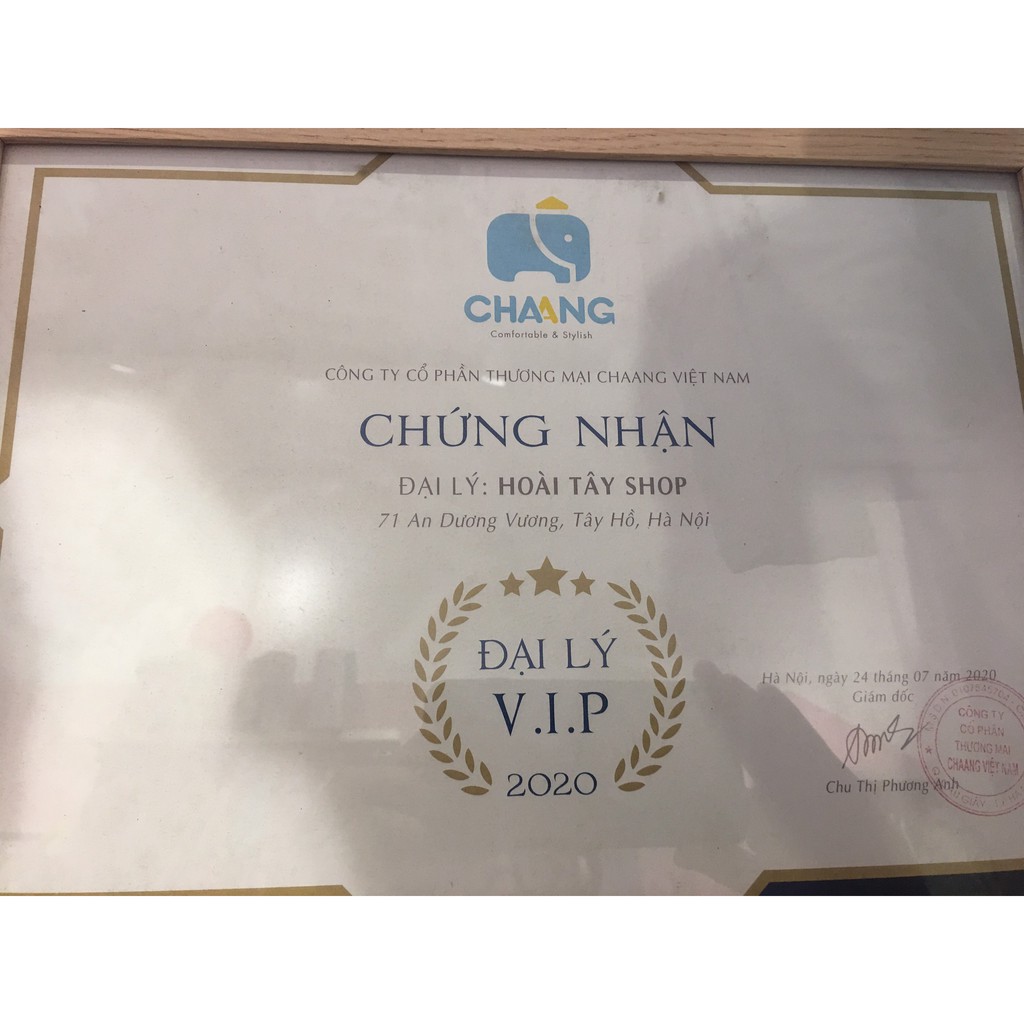 CHAANG
Comfortable & Stylish
CÔNG TY CỔ PHẦN THƯƠNG MẠI CHAANG VIỆT NAM
CHỨNG NHẬN
ĐẠI LÝ: HOÀI TÂY SHOP
71 An Dương Vương, Tây Hồ, Hà Nội
ĐẠI LÝ
V.I.P
2020
Hà Nội, ngày 24 tháng 07 năm 2020
Giám đốc
CÔNG TY
CỔ PHẦN
THƯƠNG MẠI
CHAANG VIỆT NAM
Chu Thị Phương Anh